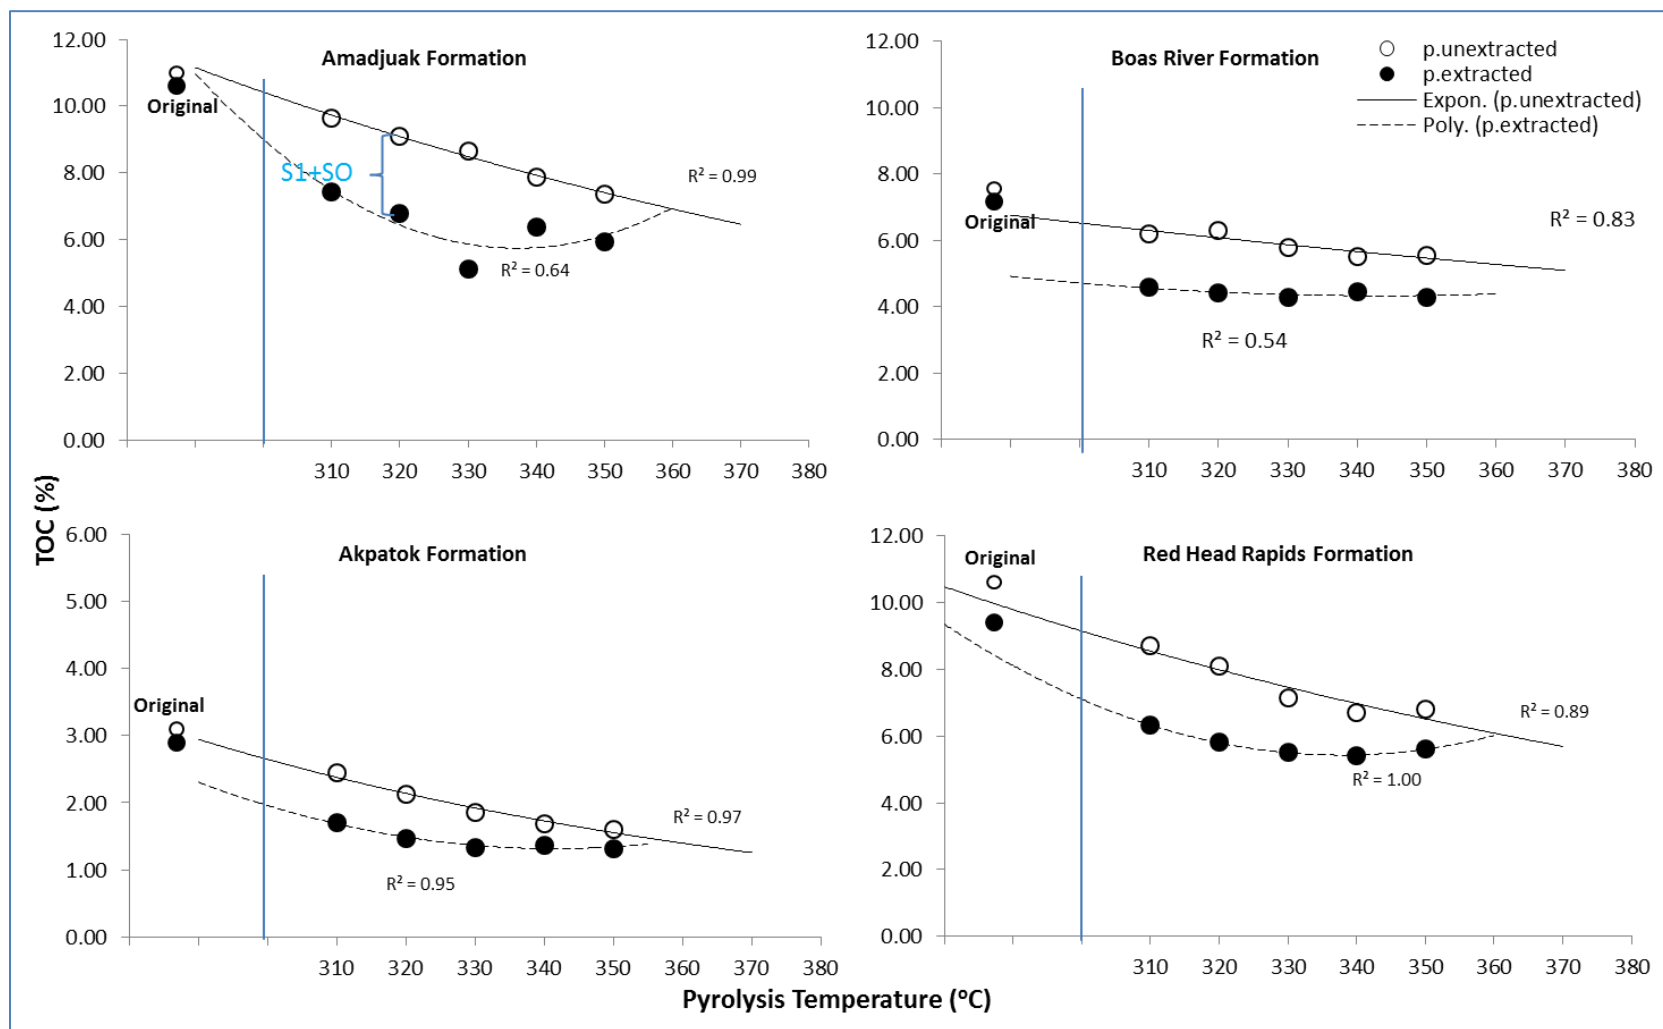 Amadjuak Formation
12.00
10.00
8.00
6.00
4.00
2.00
0.00
Original
S1+SO
R² = 0.99
R² = 0.64
310 320 330 340 350 360 370 380
Boas River Formation
12.00
10.00
8.00
6.00
4.00
2.00
0.00
Original
R² = 0.83
R² = 0.54
310 320 330 340 350 360 370 380
p.unextracted
p.extracted
Expon. (p.unextracted)
Poly. (p.extracted)
TOC (%)
Akpatok Formation
6.00
5.00
4.00
3.00
2.00
1.00
0.00
Original
R² = 0.97
R² = 0.95
310 320 330 340 350 360 370 380
Red Head Rapids Formation
12.00
10.00
8.00
6.00
4.00
2.00
0.00
Original
R² = 0.89
R² = 1.00
310 320 330 340 350 360 370 380
Pyrolysis Temperature (°C)